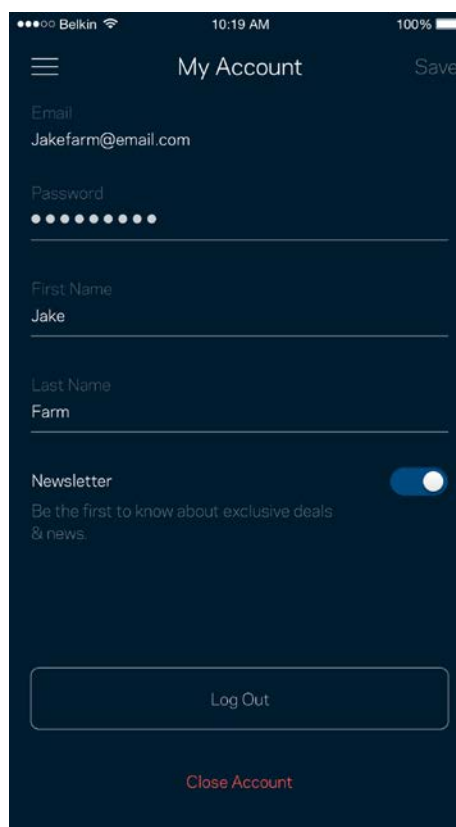 Belkin 10:19 AM 100%
My Account Save
Email
Jakefarm@email.com
Password
●●●●●●●●●
First Name
Jake
Last Name
Farm
Newsletter
Be the first to know about exclusive deals
& news.
Log Out
Close Account